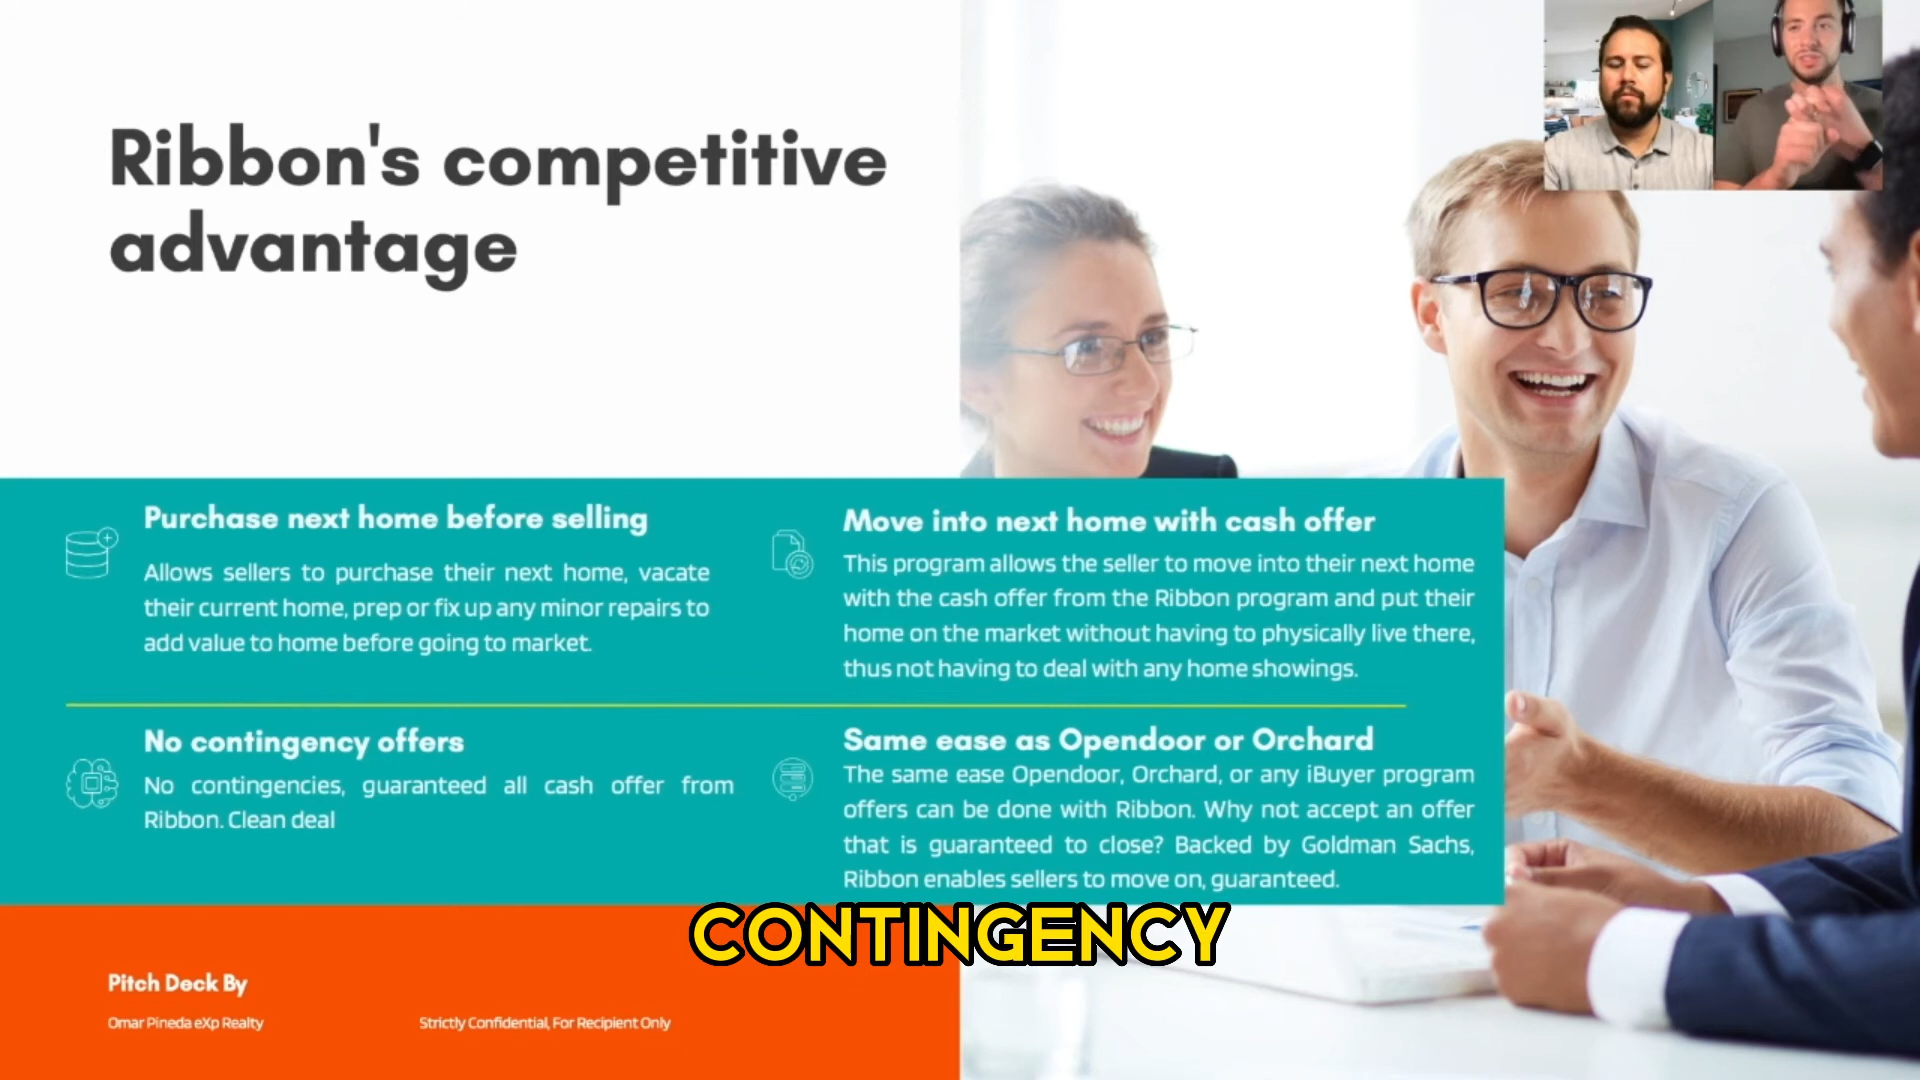 Ribbon's competitive
advantage
Purchase next home before selling
Allows sellers to purchase their next home, vacate
their current home, prep or fix up any minor repairs to
add value to home before going to market.
Move into next home with cash offer
This program allows the seller to move into their next home
with the cash offer from the Ribbon program and put their
home on the market without having to physically live there,
thus not having to deal with any home showings.
No contingency offers
No contingencies, guaranteed all cash offer from
Ribbon. Clean deal
Same ease as Opendoor or Orchard
The same ease Opendoor, Orchard, or any iBuyer program
offers can be done with Ribbon. Why not accept an offer
that is guaranteed to close? Backed by Goldman Sachs,
Ribbon enables sellers to move on, guaranteed.
CONTINGENCY
Pitch Deck By
Omar Pineda eXp Realty
Strictly Confidential, For Recipient Only